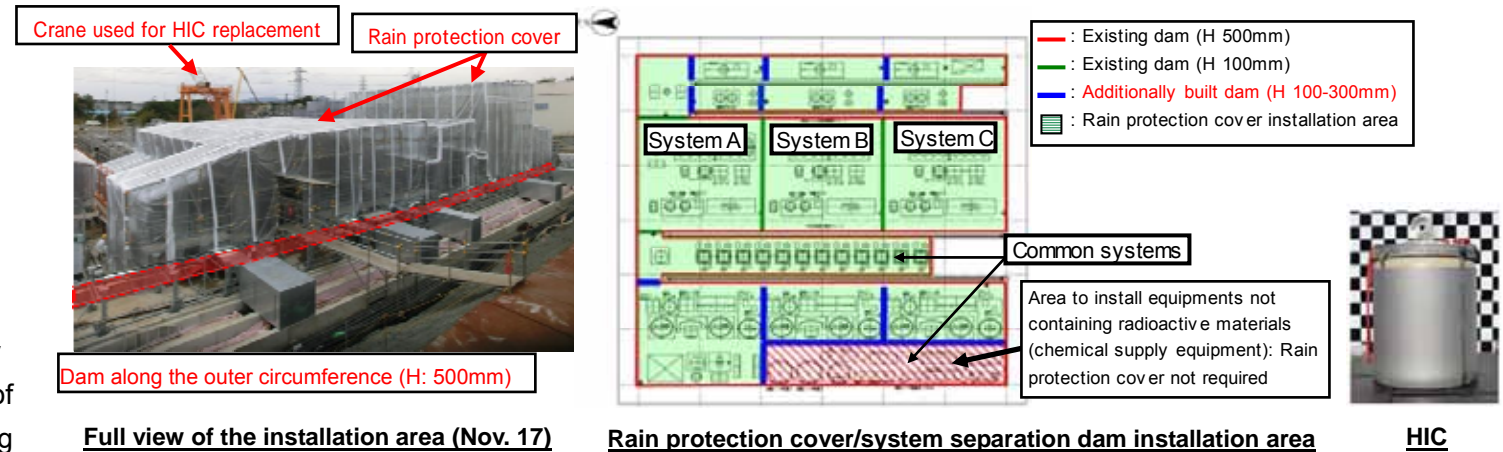 Crane used for HIC replacement
Rain protection cover
Dam along the outer circumference (H: 500mm)
of
g
Full view of the installation area (Nov. 17)
System A
System B
System C
Common systems
Area to install equipments not
containing radioactive materials
(chemical supply equipment): Rain
protection cover not required
: Existing dam (H 500mm)
: Existing dam (H 100mm)
: Additionally built dam (H 100-300mm)
: Rain protection cover installation area
Rain protection cover/system separation dam installation area
HIC